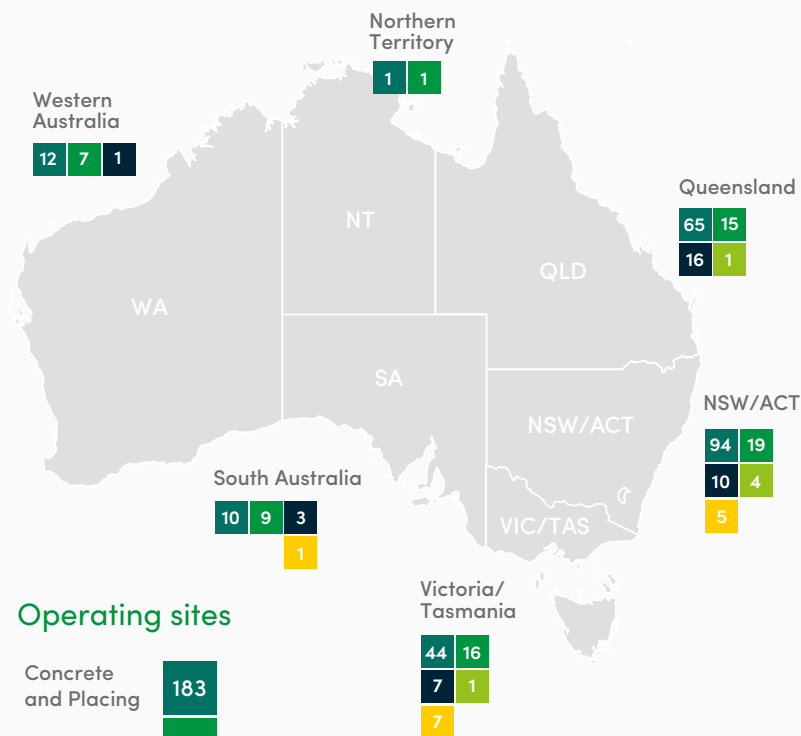 Northern
Territory
1 1
Western
Australia
12 7 1
Queensland
65 15
16 1
NT
QLD
WA
SA
NSW/ACT
94 19
10 4
5
NSW/ACT
South Australia
10 9 3
1
VIC/TAS
Victoria/
Tasmania
44 16
7 1
7
Operating sites
Concrete
and Placing
183